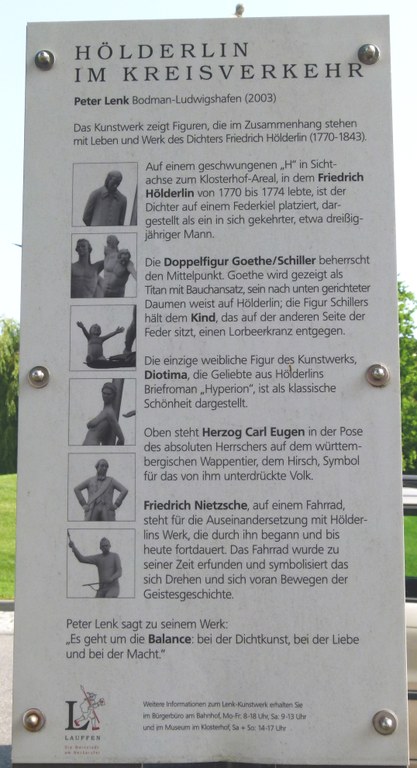 HÖLDERLIN
IM KREISVERKEHR
Peter Lenk Bodman-Ludwigshafen (2003)
Das Kunstwerk zeigt Figuren, die im Zusammenhang stehen
mit Leben und Werk des Dichters Friedrich Hölderlin (1770-1843).
Auf einem geschwungenen „H" in Sicht-
achse zum Klosterhof-Areal, in dem Friedrich
Hölderlin von 1770 bis 1774 lebte, ist der
Dichter auf einem Federkiel platziert, dar-
gestellt als ein in sich gekehrter, etwa dreißig-
jähriger Mann.
Die Doppelfigur Goethe/Schiller beherrscht
den Mittelpunkt. Goethe wird gezeigt als
Titan mit Bauchansatz, sein nach unten gerichteter
Daumen weist auf Hölderlin; die Figur Schillers
hält dem Kind, das auf der anderen Seite der
Feder sitzt, einen Lorbeerkranz entgegen.
Die einzige weibliche Figur des Kunstwerks,
Diotima, die Geliebte aus Hölderlins
Briefroman „Hyperion", ist als klassische
Schönheit dargestellt.
Oben steht Herzog Carl Eugen in der Pose
des absoluten Herrschers auf dem württem-
bergischen Wappentier, dem Hirsch, Symbol
für das von ihm unterdrückte Volk.
Friedrich Nietzsche, auf einem Fahrrad,
steht für die Auseinandersetzung mit Hölder-
lins Werk, die durch ihn begann und bis
heute fortdauert. Das Fahrrad wurde zu
seiner Zeit erfunden und symbolisiert das
sich Drehen und sich voran Bewegen der
Geistesgeschichte.
Peter Lenk sagt zu seinem Werk:
„Es geht um die Balance: bei der Dichtkunst, bei der Liebe
und bei der Macht."
L
LAUFFEN
Weitere Informationen zum Lenk-Kunstwerk erhalten Sie
im Bürgerbüro am Bahnhof, Mo-Fr: 8-18 Uhr, Sa: 9-13 Uhr
und im Museum im Klosterhof, Sa + So: 14-17 Uhr